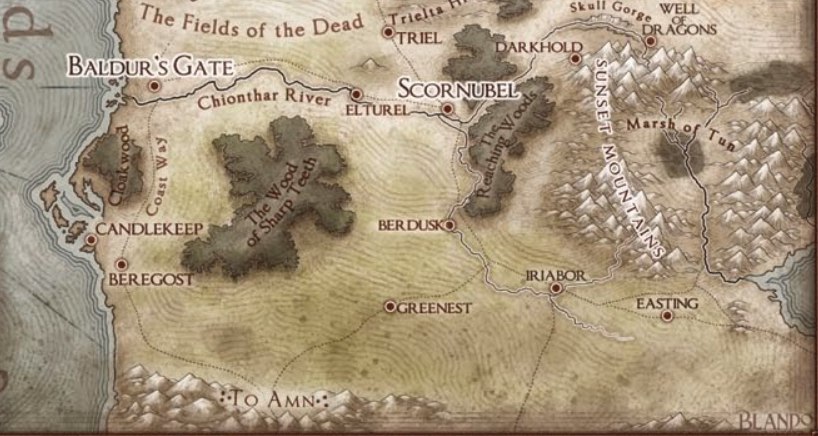 The Fields of the Dead
Trielta H
Skull Gorge
WELL
OF
DRAGONS
TRIEL
DARKHOLD
sp
BALDUR'S GATE
SCORNUBEL
Chionthar River
ELTUREL
SUNSET MOUNTAINS
The
Reaching Woods
Marsh of Tun
Cloakwood
Coast Way
The Wood
of Sharp Teeth
CANDLEKEEP
BERDUSK
BEREGOST
IRIABOR
GREENEST
EASTING
TO AMN
BLANDO